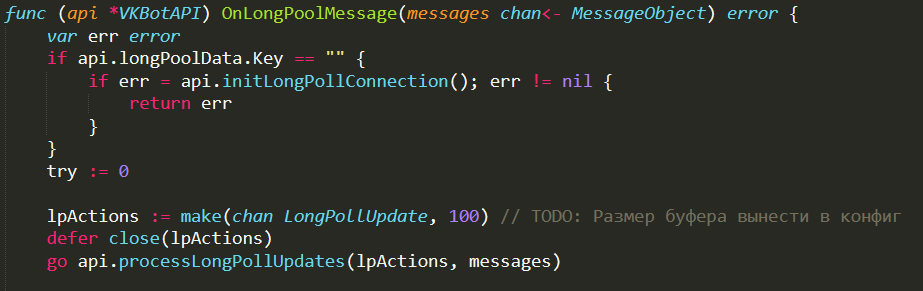 func (api *VKBotAPI) OnLongPoolMessage(messages chan<- MessageObject) error {
    var err error
    if api.longPoolData.Key == "" {
        if err = api.initLongPollConnection(); err != nil {
            return err
        }
    }
    try := 0

    lpActions := make(chan LongPollUpdate, 100) // TODO: Размер буфера вынести в конфиг
    defer close(lpActions)
    go api.processLongPollUpdates(lpActions, messages)